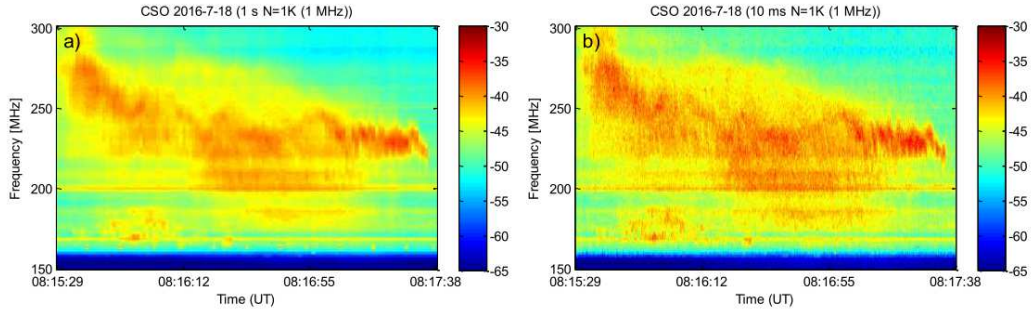 CSO 2016-7-18 (1 s N=1K (1 MHz))
a)
300
250
200
150
Frequency [MHz]
08:15:29 08:16:12 08:16:55 08:17:38
Time (UT)
-30
-35
-40
-45
-50
-55
-60
-65
CSO 2016-7-18 (10 ms N=1K (1 MHz))
b)
300
250
200
150
Frequency [MHz]
08:15:29 08:16:12 08:16:55 08:17:38
Time (UT)
-30
-35
-40
-45
-50
-55
-60
-65